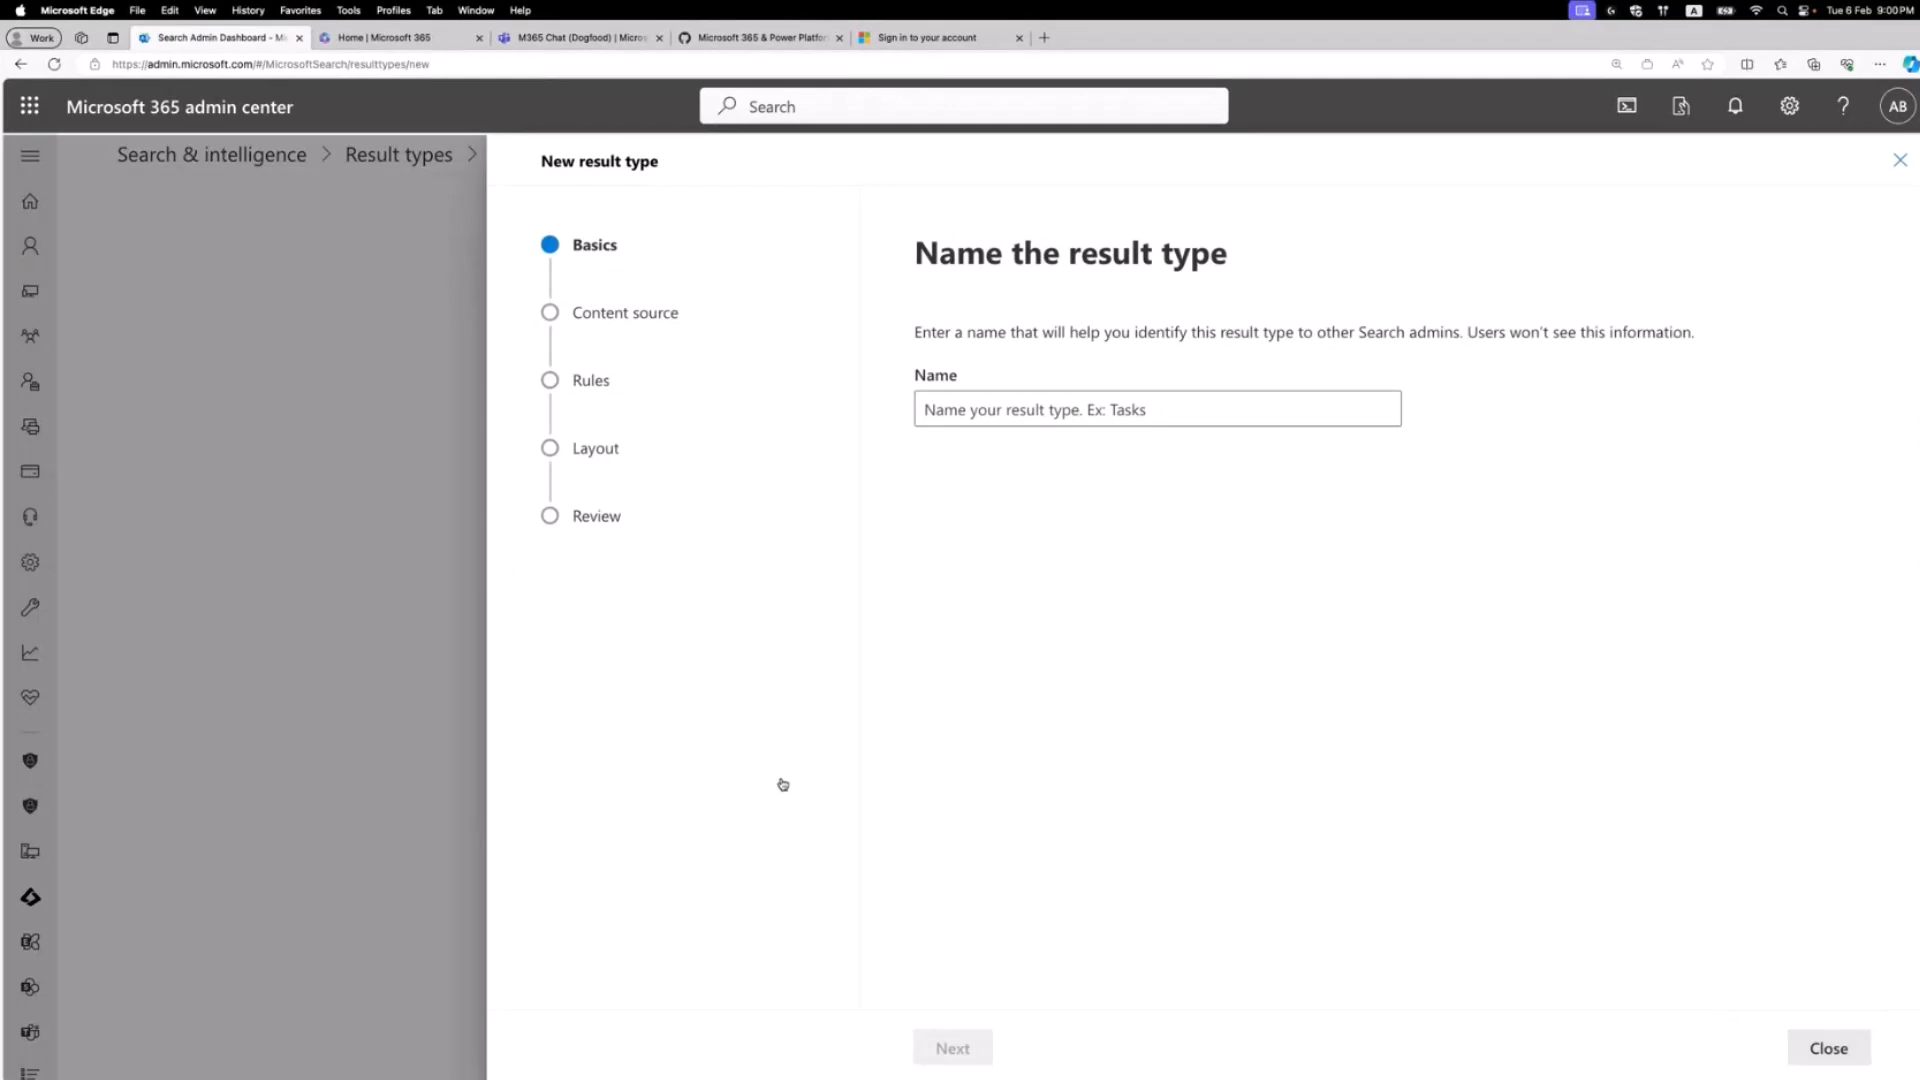 Microsoft Edge File Edit View History Favorites Tools Profiles Tab Window Help A Tue 6 Feb 9:00PM
Work Search Admin Dashboard - Mi Home | Microsoft 365 M365 Chat (Dogfood) | Micros Microsoft 365 & Power Platfor Sign in to your account
https://admin.microsoft.com/#/MicrosoftSearch/resulttypes/new
Microsoft 365 admin center Search AB
Search & intelligence > Result types >
New result type
Basics
Content source
Rules
Layout
Review
Name the result type
Enter a name that will help you identify this result type to other Search admins. Users won't see this information.
Name
Name your result type. Ex: Tasks
Next Close